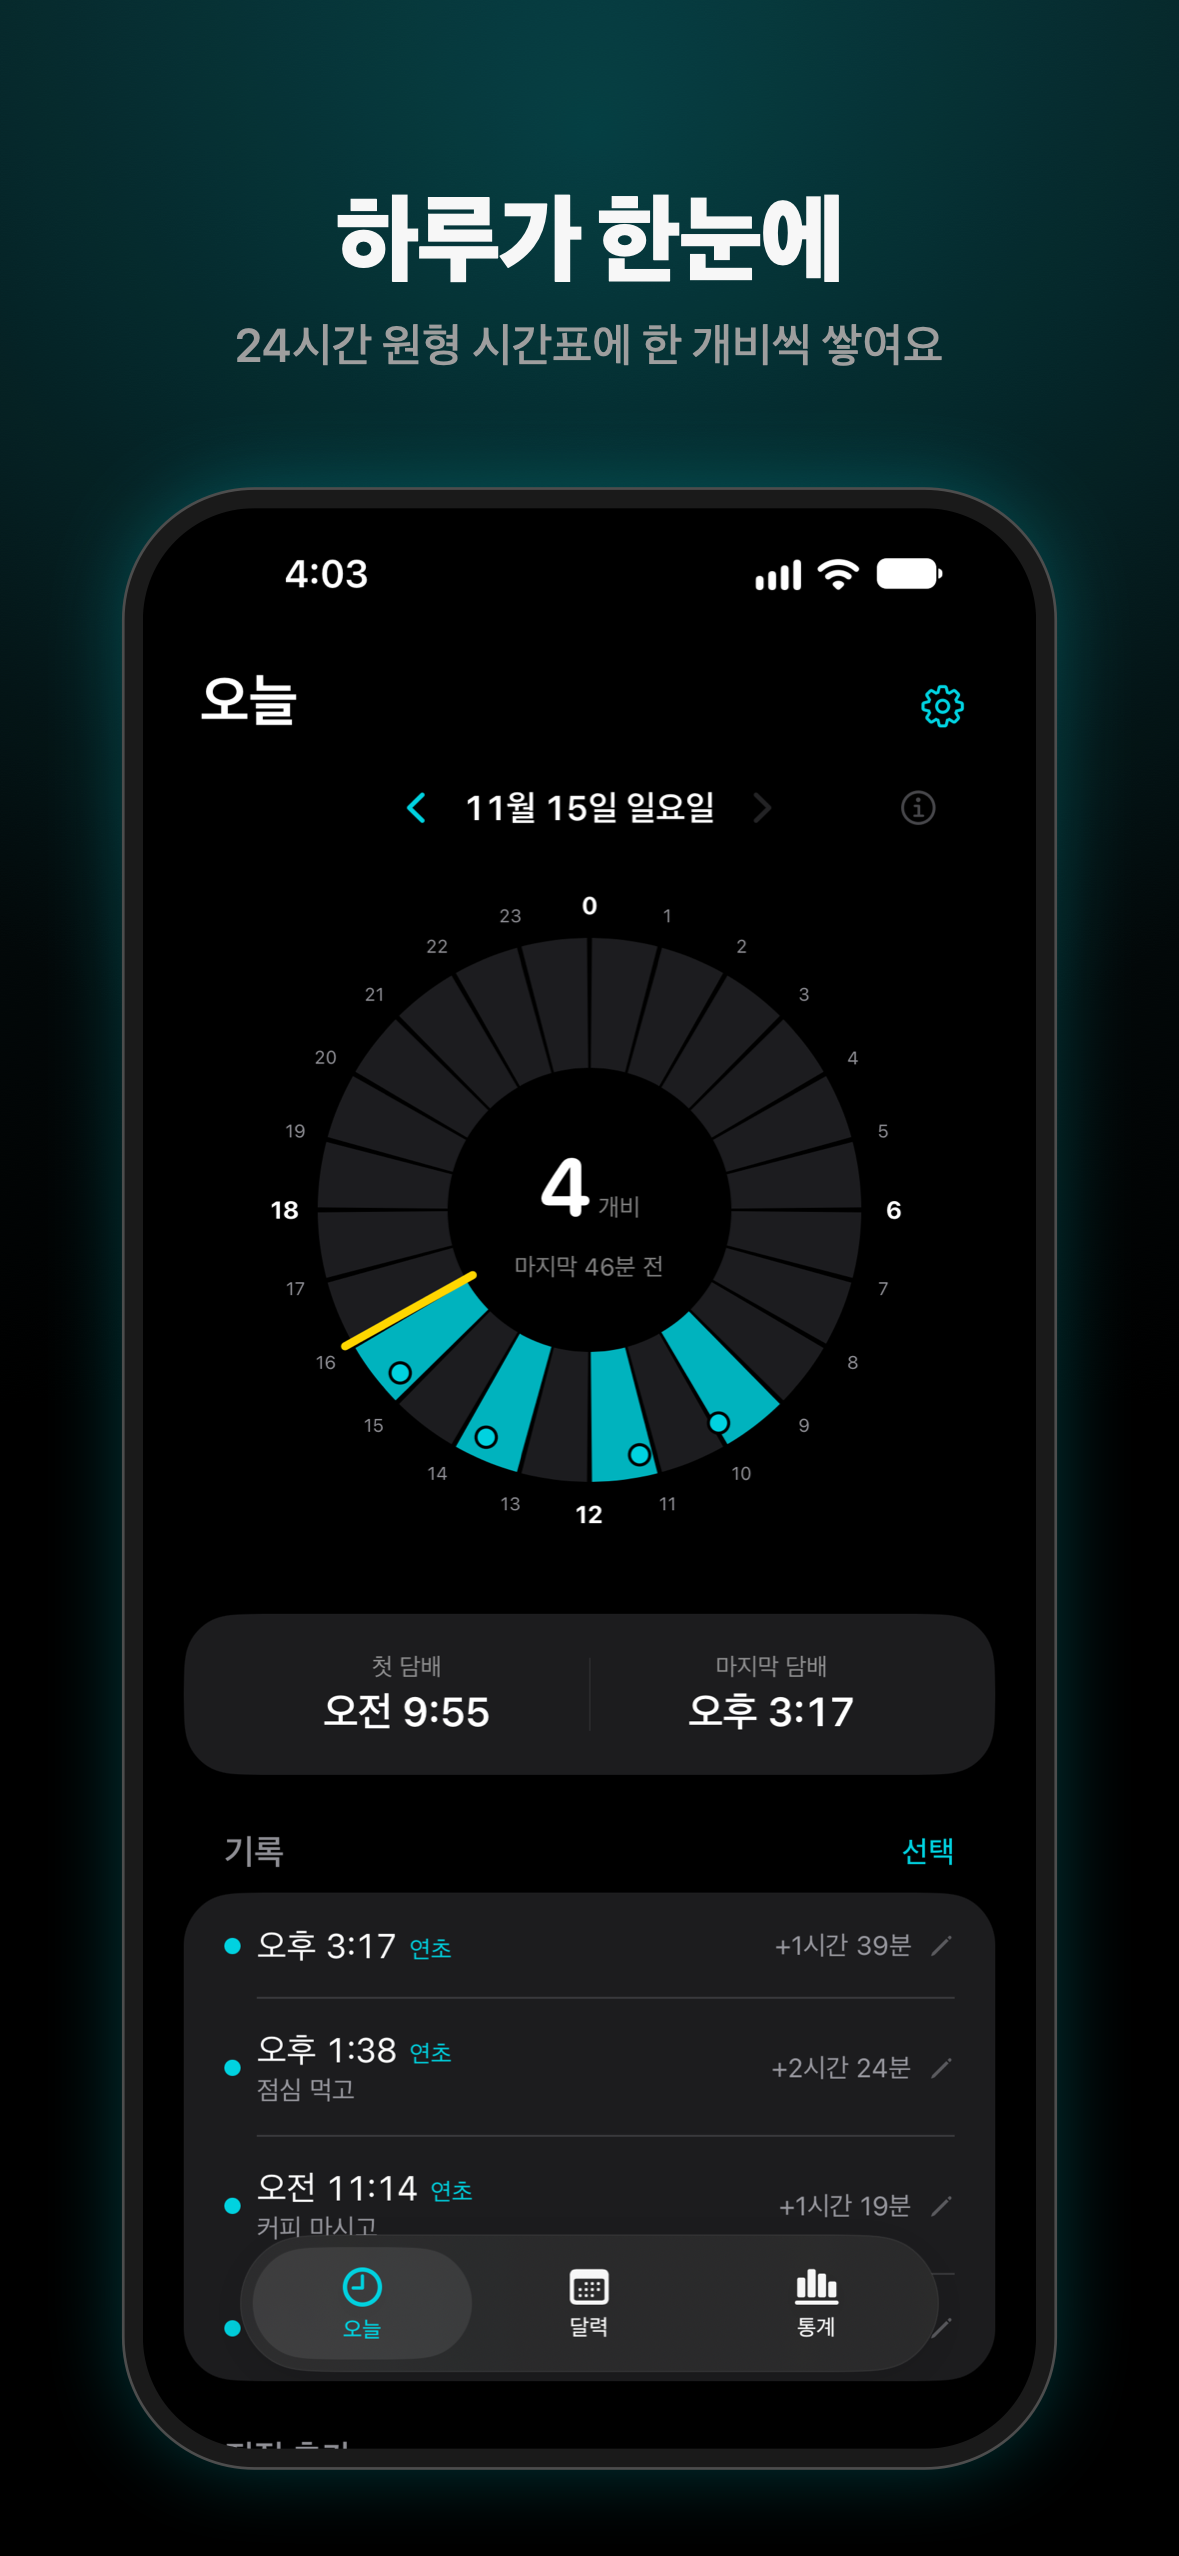 하루가 한눈에
24시간 원형 시간표에 한 개비씩 쌓여요
4:03
오늘
11월 15일 일요일
0
1
2
3
4
5
6
7
8
9
10
11
12
13
14
15
16
17
18
19
20
21
22
23
4 개비
마지막 46분 전
첫 담배
오전 9:55
마지막 담배
오후 3:17
기록 선택
오후 3:17 연초 +1시간 39분
오후 1:38 연초 +2시간 24분
점심 먹고
오전 11:14 연초 +1시간 19분
커피 마시고
오늘 달력 통계